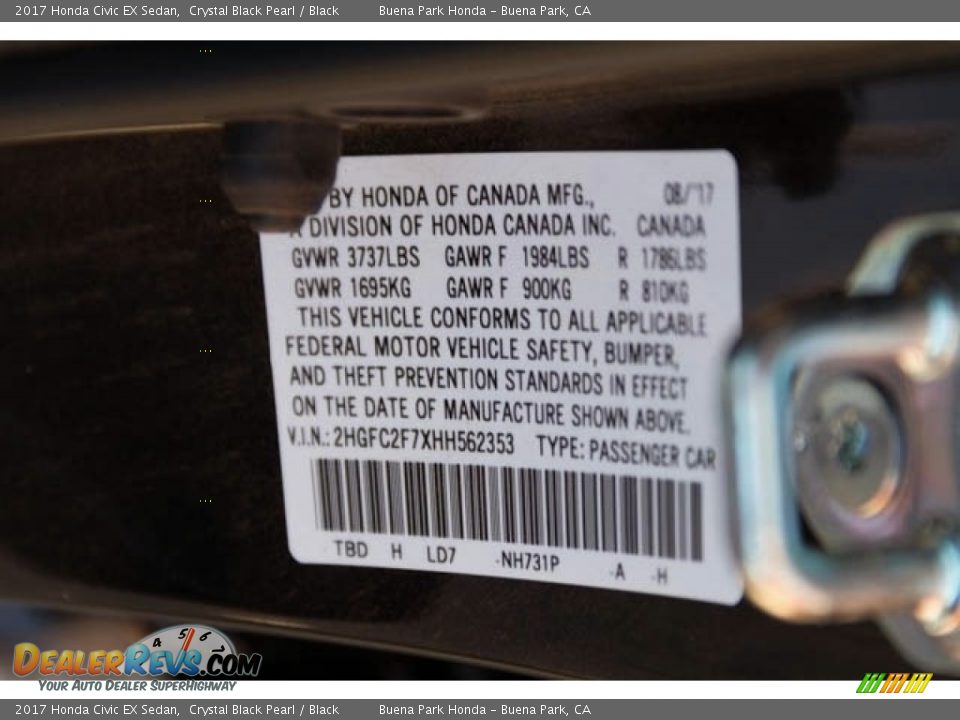 2017 Honda Civic EX Sedan, Crystal Black Pearl / Black Buena Park Honda - Buena Park, CA
BY HONDA OF CANADA MFG., 08/'17
A DIVISION OF HONDA CANADA INC. CANADA
GVWR 3737LBS GAWR F 1984LBS R 1786LBS
GVWR 1695KG GAWR F 900KG R 810KG
THIS VEHICLE CONFORMS TO ALL APPLICABLE
FEDERAL MOTOR VEHICLE SAFETY, BUMPER,
AND THEFT PREVENTION STANDARDS IN EFFECT
ON THE DATE OF MANUFACTURE SHOWN ABOVE.
V.I.N.: 2HGFC2F7XHH562353 TYPE: PASSENGER CAR
TBD H LD7 -NH731P -A -H
4 5 6
DEALERREVS.COM
YOUR AUTO DEALER SUPERHIGHWAY
2017 Honda Civic EX Sedan, Crystal Black Pearl / Black Buena Park Honda - Buena Park, CA